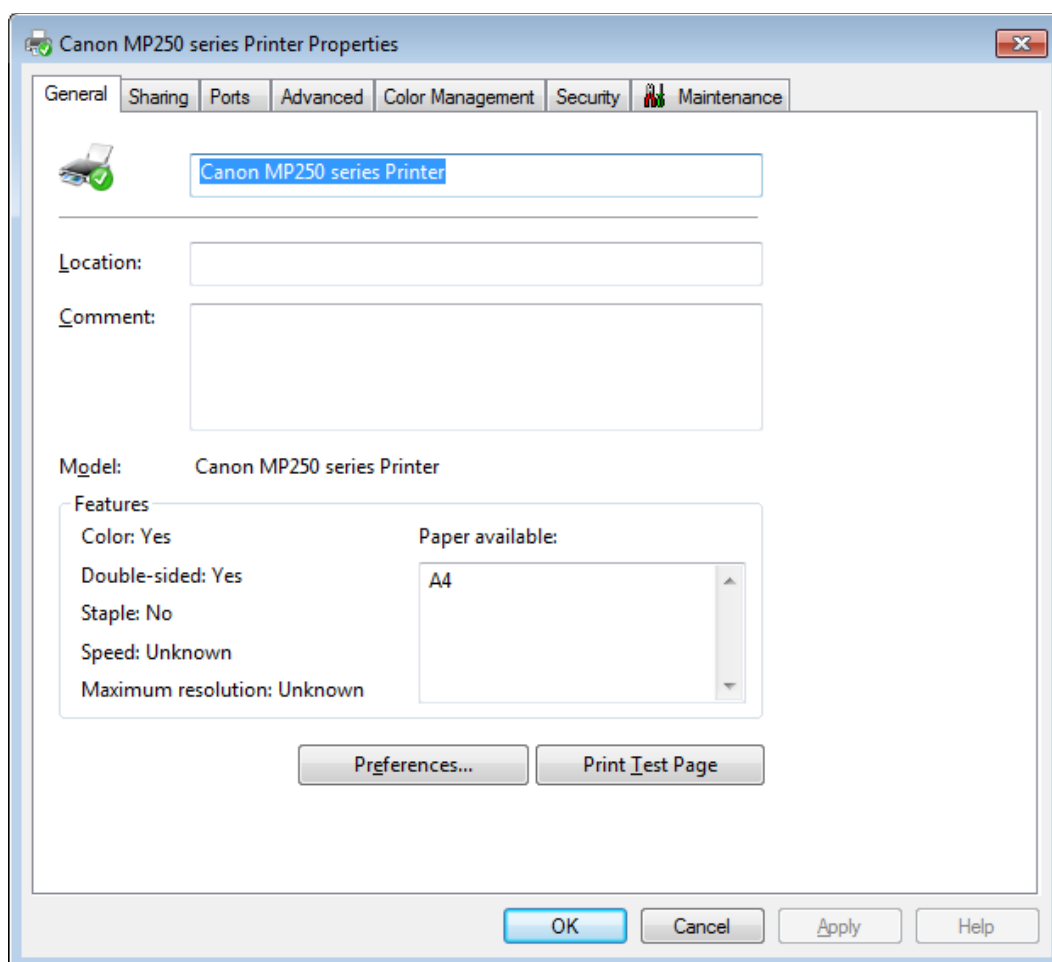 Canon MP250 series Printer Properties
General Sharing Ports Advanced Color Management Security Maintenance
Canon MP250 series Printer
Location:
Comment:
Model: Canon MP250 series Printer
Features
Color: Yes Paper available:
Double-sided: Yes A4
Staple: No
Speed: Unknown
Maximum resolution: Unknown
Preferences... Print Test Page
OK Cancel Apply Help